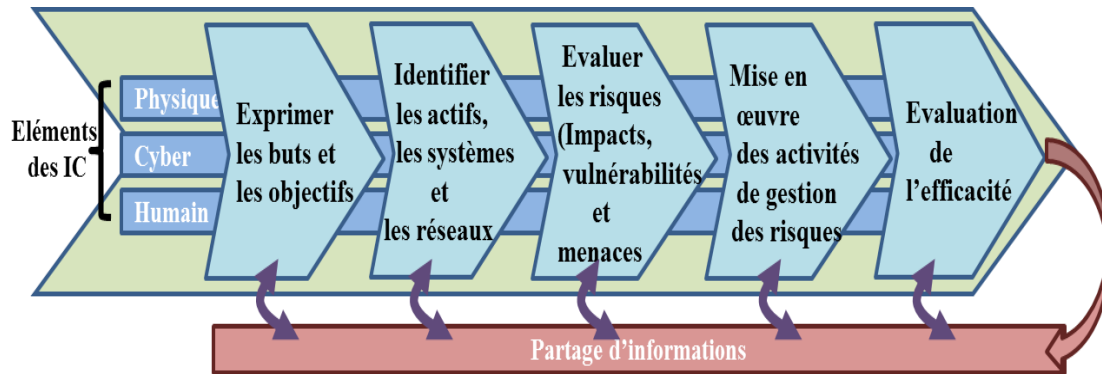 Eléments
des IC
Physique
Cyber
Humain
Exprimer
les buts et
les objectifs
Identifier
les actifs,
les systèmes
et
les réseaux
Evaluer
les risques
(Impacts,
vulnérabilités
et
menaces
Mise en
œuvre
des activités
de gestion
des risques
Evaluation
de
l’efficacité
Partage d’informations